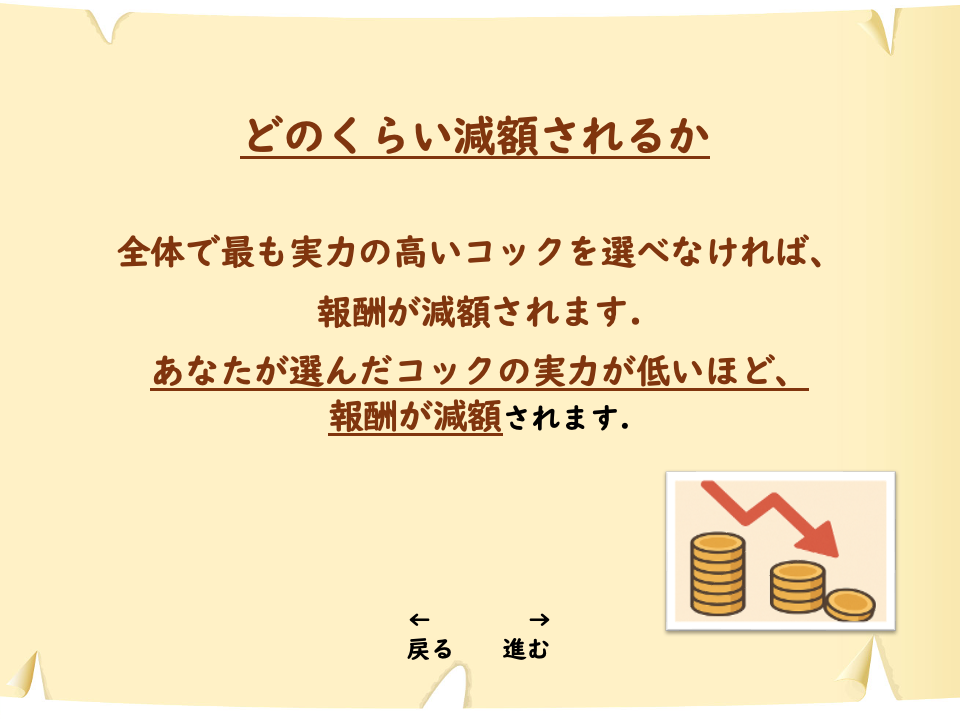 どのくらい減額されるか
全体で最も実力の高いコックを選べなければ、
報酬が減額されます.
あなたが選んだコックの実力が低いほど、
報酬が減額されます.
← →
戻る 進む